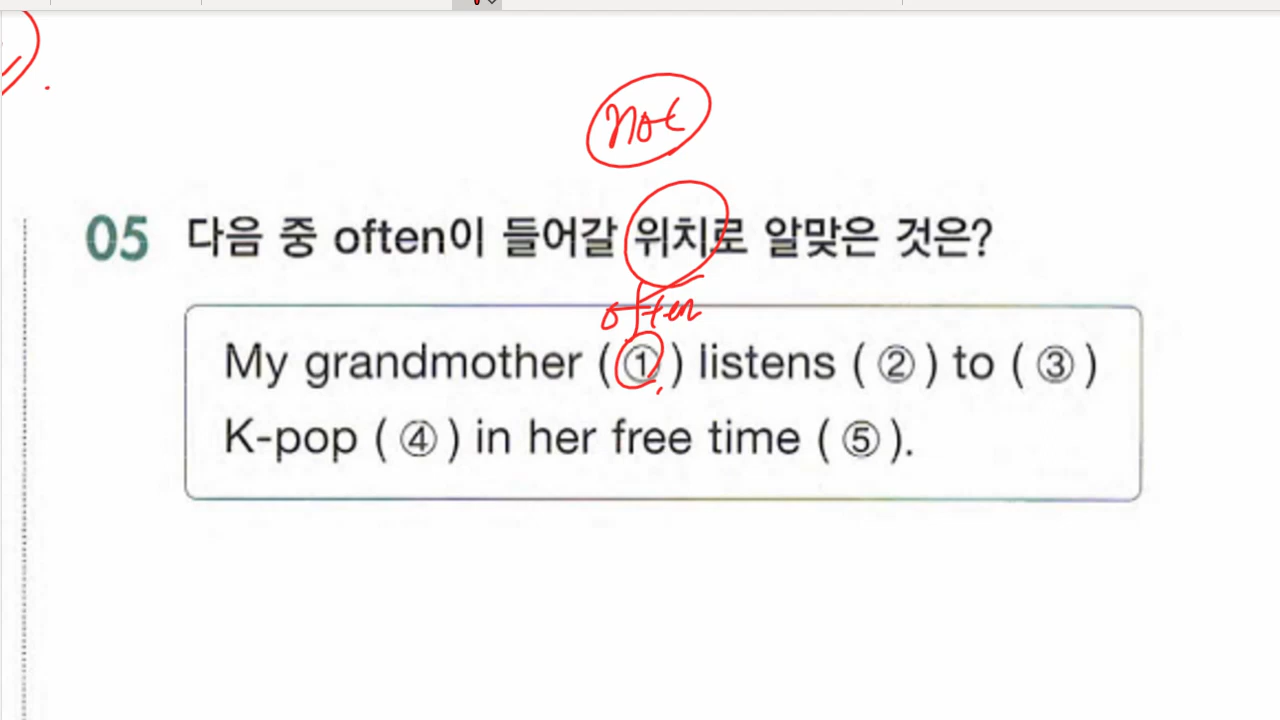 not
05 다음 중 often이 들어갈 위치로 알맞은 것은?
often
My grandmother ( ① ) listens ( ② ) to ( ③ )
K-pop ( ④ ) in her free time ( ⑤ ).